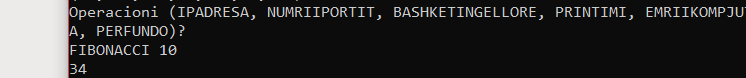 Operacioni (IPADRESA, NUMRIIPORTIT, BASHKETINGELLORE, PRINTIMI, EMRIIKOMPJUT
A, PERFUNDO)?
FIBONACCI 10
34